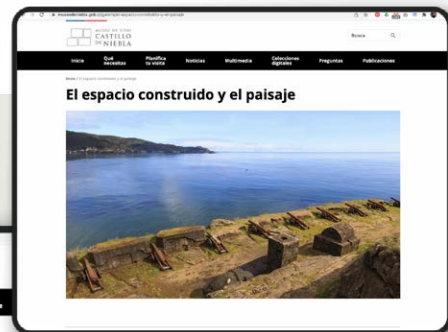 MUSEO DE SITIO
CASTILLO
DE NIEBLA
Busca
Inicio
Qué necesitas
Planifica tu visita
Noticias
Multimedia
Colecciones digitales
Preguntas
Publicaciones
El espacio construido y el paisaje